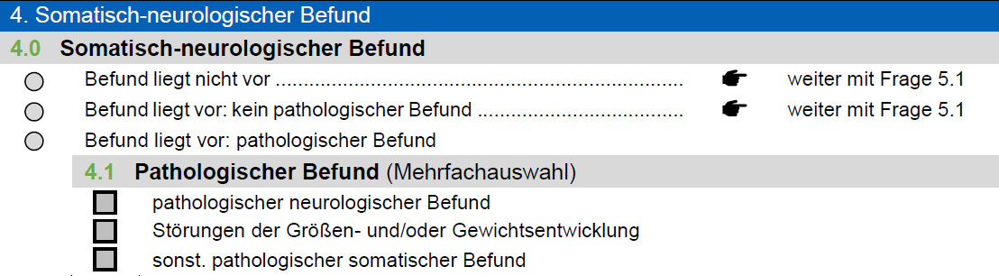 4. Somatisch-neurologischer Befund
4.0 Somatisch-neurologischer Befund
Befund liegt nicht vor ........................................................................ weiter mit Frage 5.1
Befund liegt vor: kein pathologischer Befund .................................... weiter mit Frage 5.1
Befund liegt vor: pathologischer Befund
4.1 Pathologischer Befund (Mehrfachauswahl)
pathologischer neurologischer Befund
Störungen der Größen- und/oder Gewichtsentwicklung
sonst. pathologischer somatischer Befund